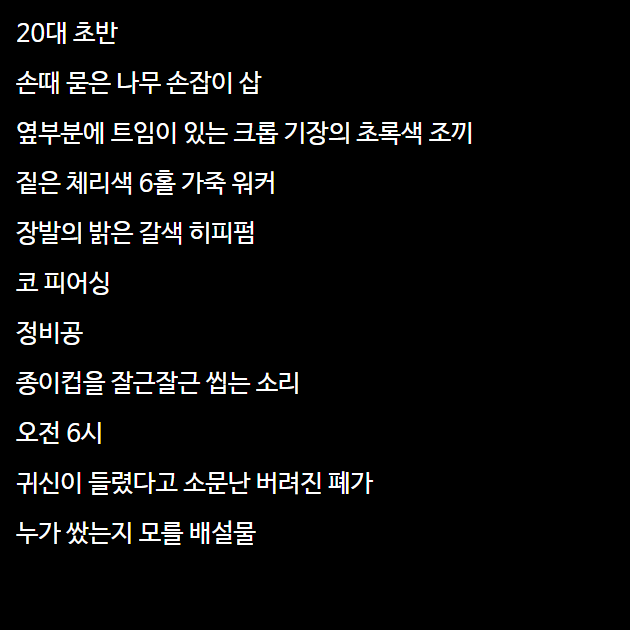 20대 초반
손때 묻은 나무 손잡이 삽
옆부분에 트임이 있는 크롭 기장의 초록색 조끼
짙은 체리색 6홀 가죽 워커
장발의 밝은 갈색 히피펌
코 피어싱
정비공
종이컵을 잘근잘근 씹는 소리
오전 6시
귀신이 들렸다고 소문난 버려진 폐가
누가 쌌는지 모를 배설물